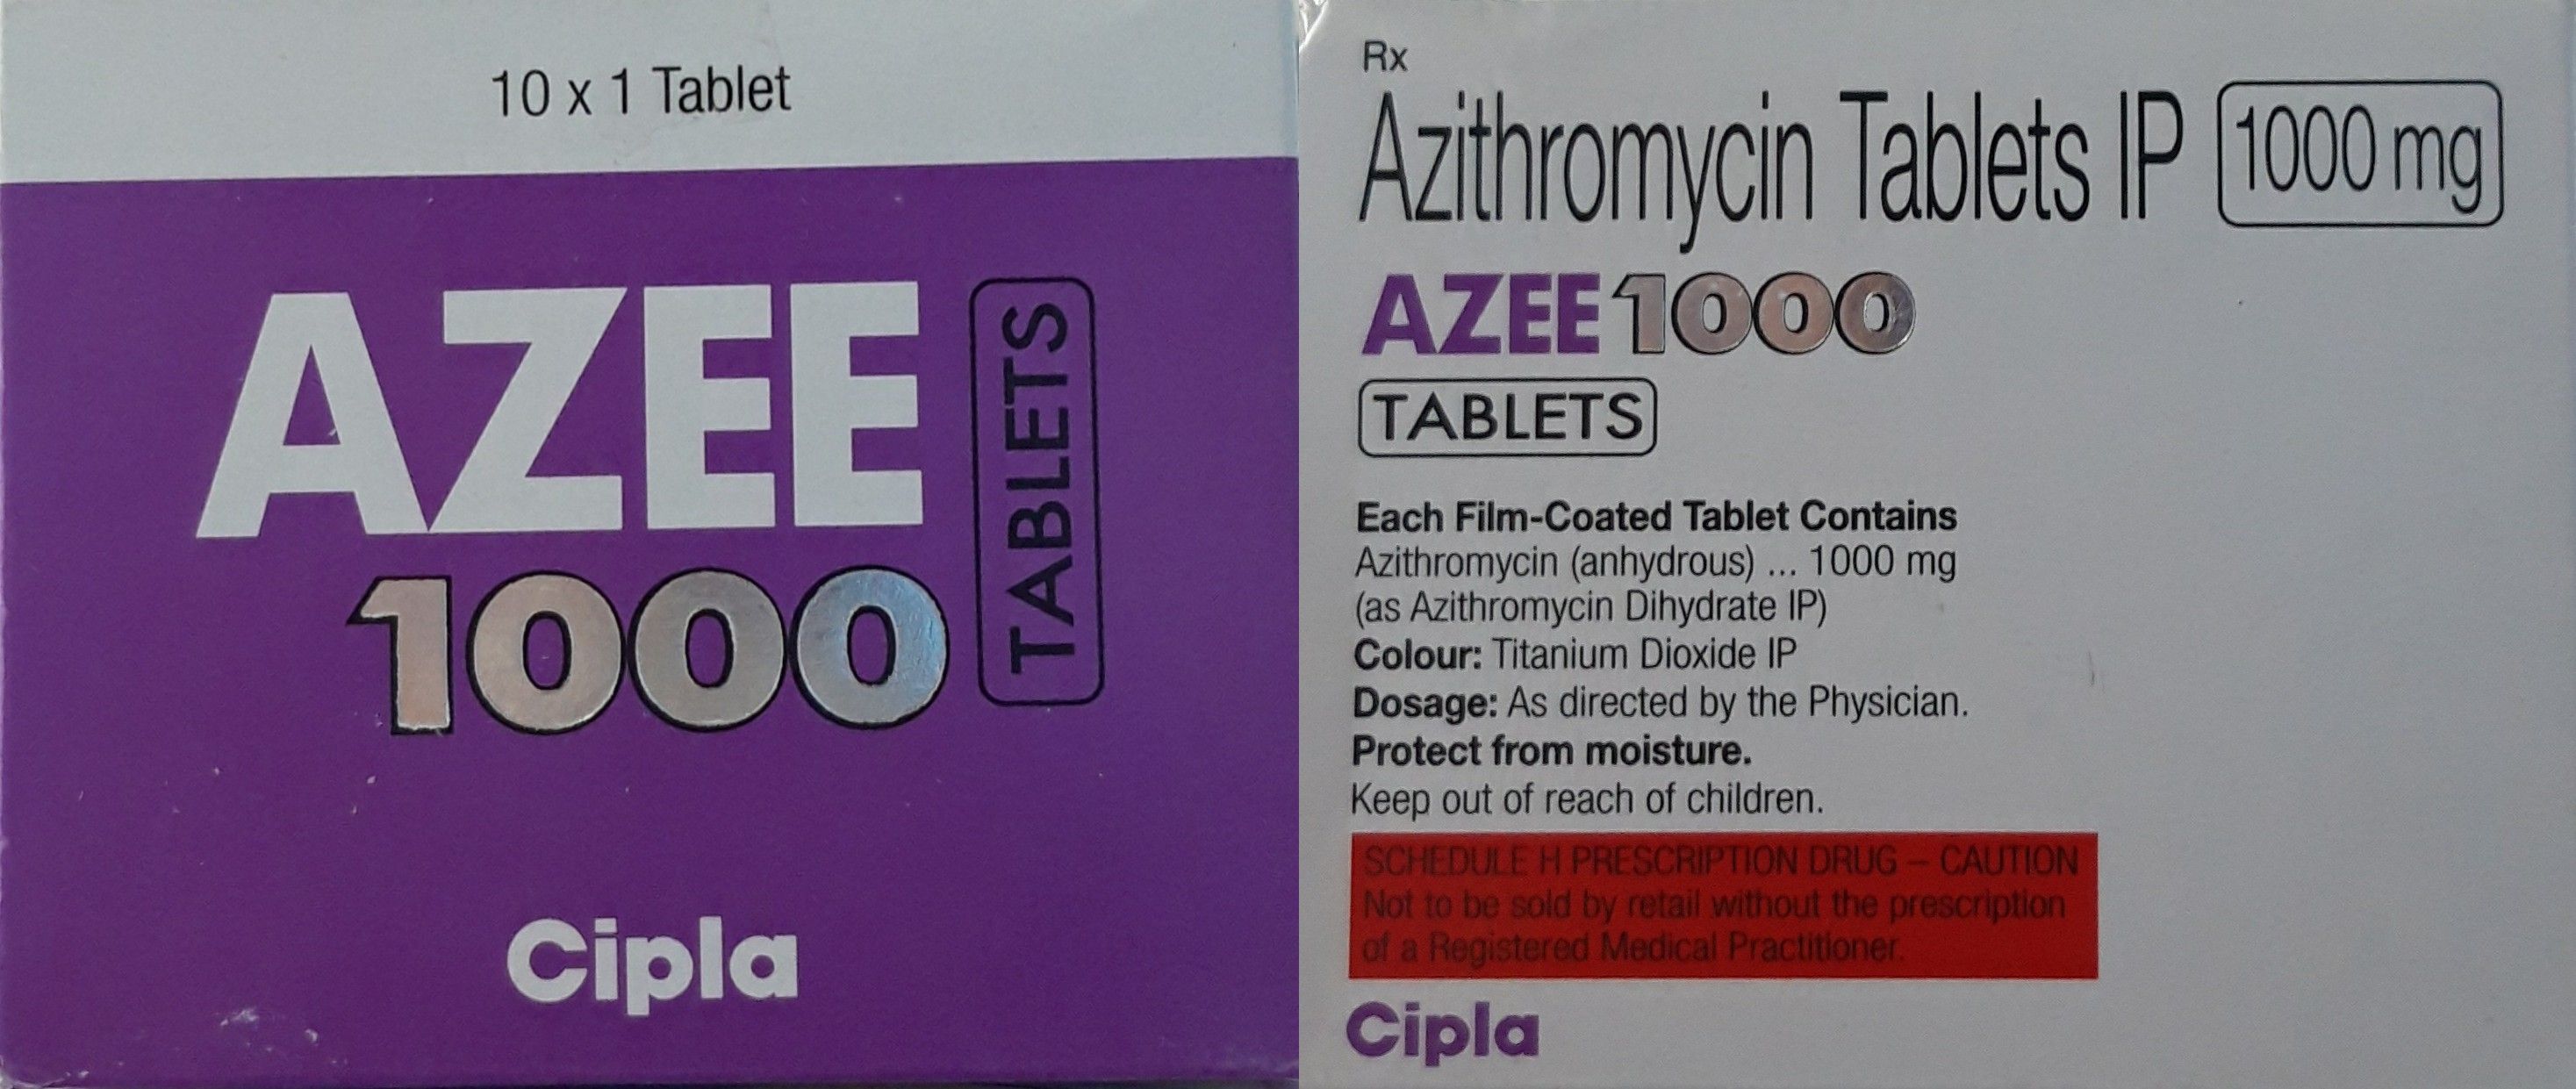 10 x 1 Tablet
AZEE
1000
TABLETS
Cipla
Rx
Azithromycin Tablets IP 1000 mg
AZEE 1000
TABLETS
Each Film-Coated Tablet Contains
Azithromycin (anhydrous) ... 1000 mg
(as Azithromycin Dihydrate IP)
Colour: Titanium Dioxide IP
Dosage: As directed by the Physician.
Protect from moisture.
Keep out of reach of children.
SCHEDULE H PRESCRIPTION DRUG – CAUTION
Not to be sold by retail without the prescription
of a Registered Medical Practitioner.
Cipla